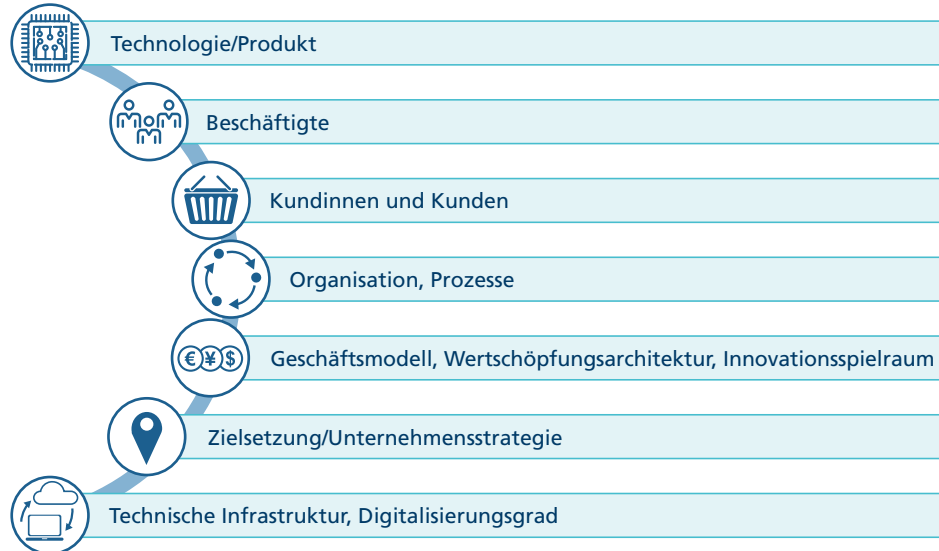 Technologie/Produkt
Beschäftigte
Kundinnen und Kunden
Organisation, Prozesse
€ ¥ $
Geschäftsmodell, Wertschöpfungsarchitektur, Innovationsspielraum
Zielsetzung/Unternehmensstrategie
Technische Infrastruktur, Digitalisierungsgrad